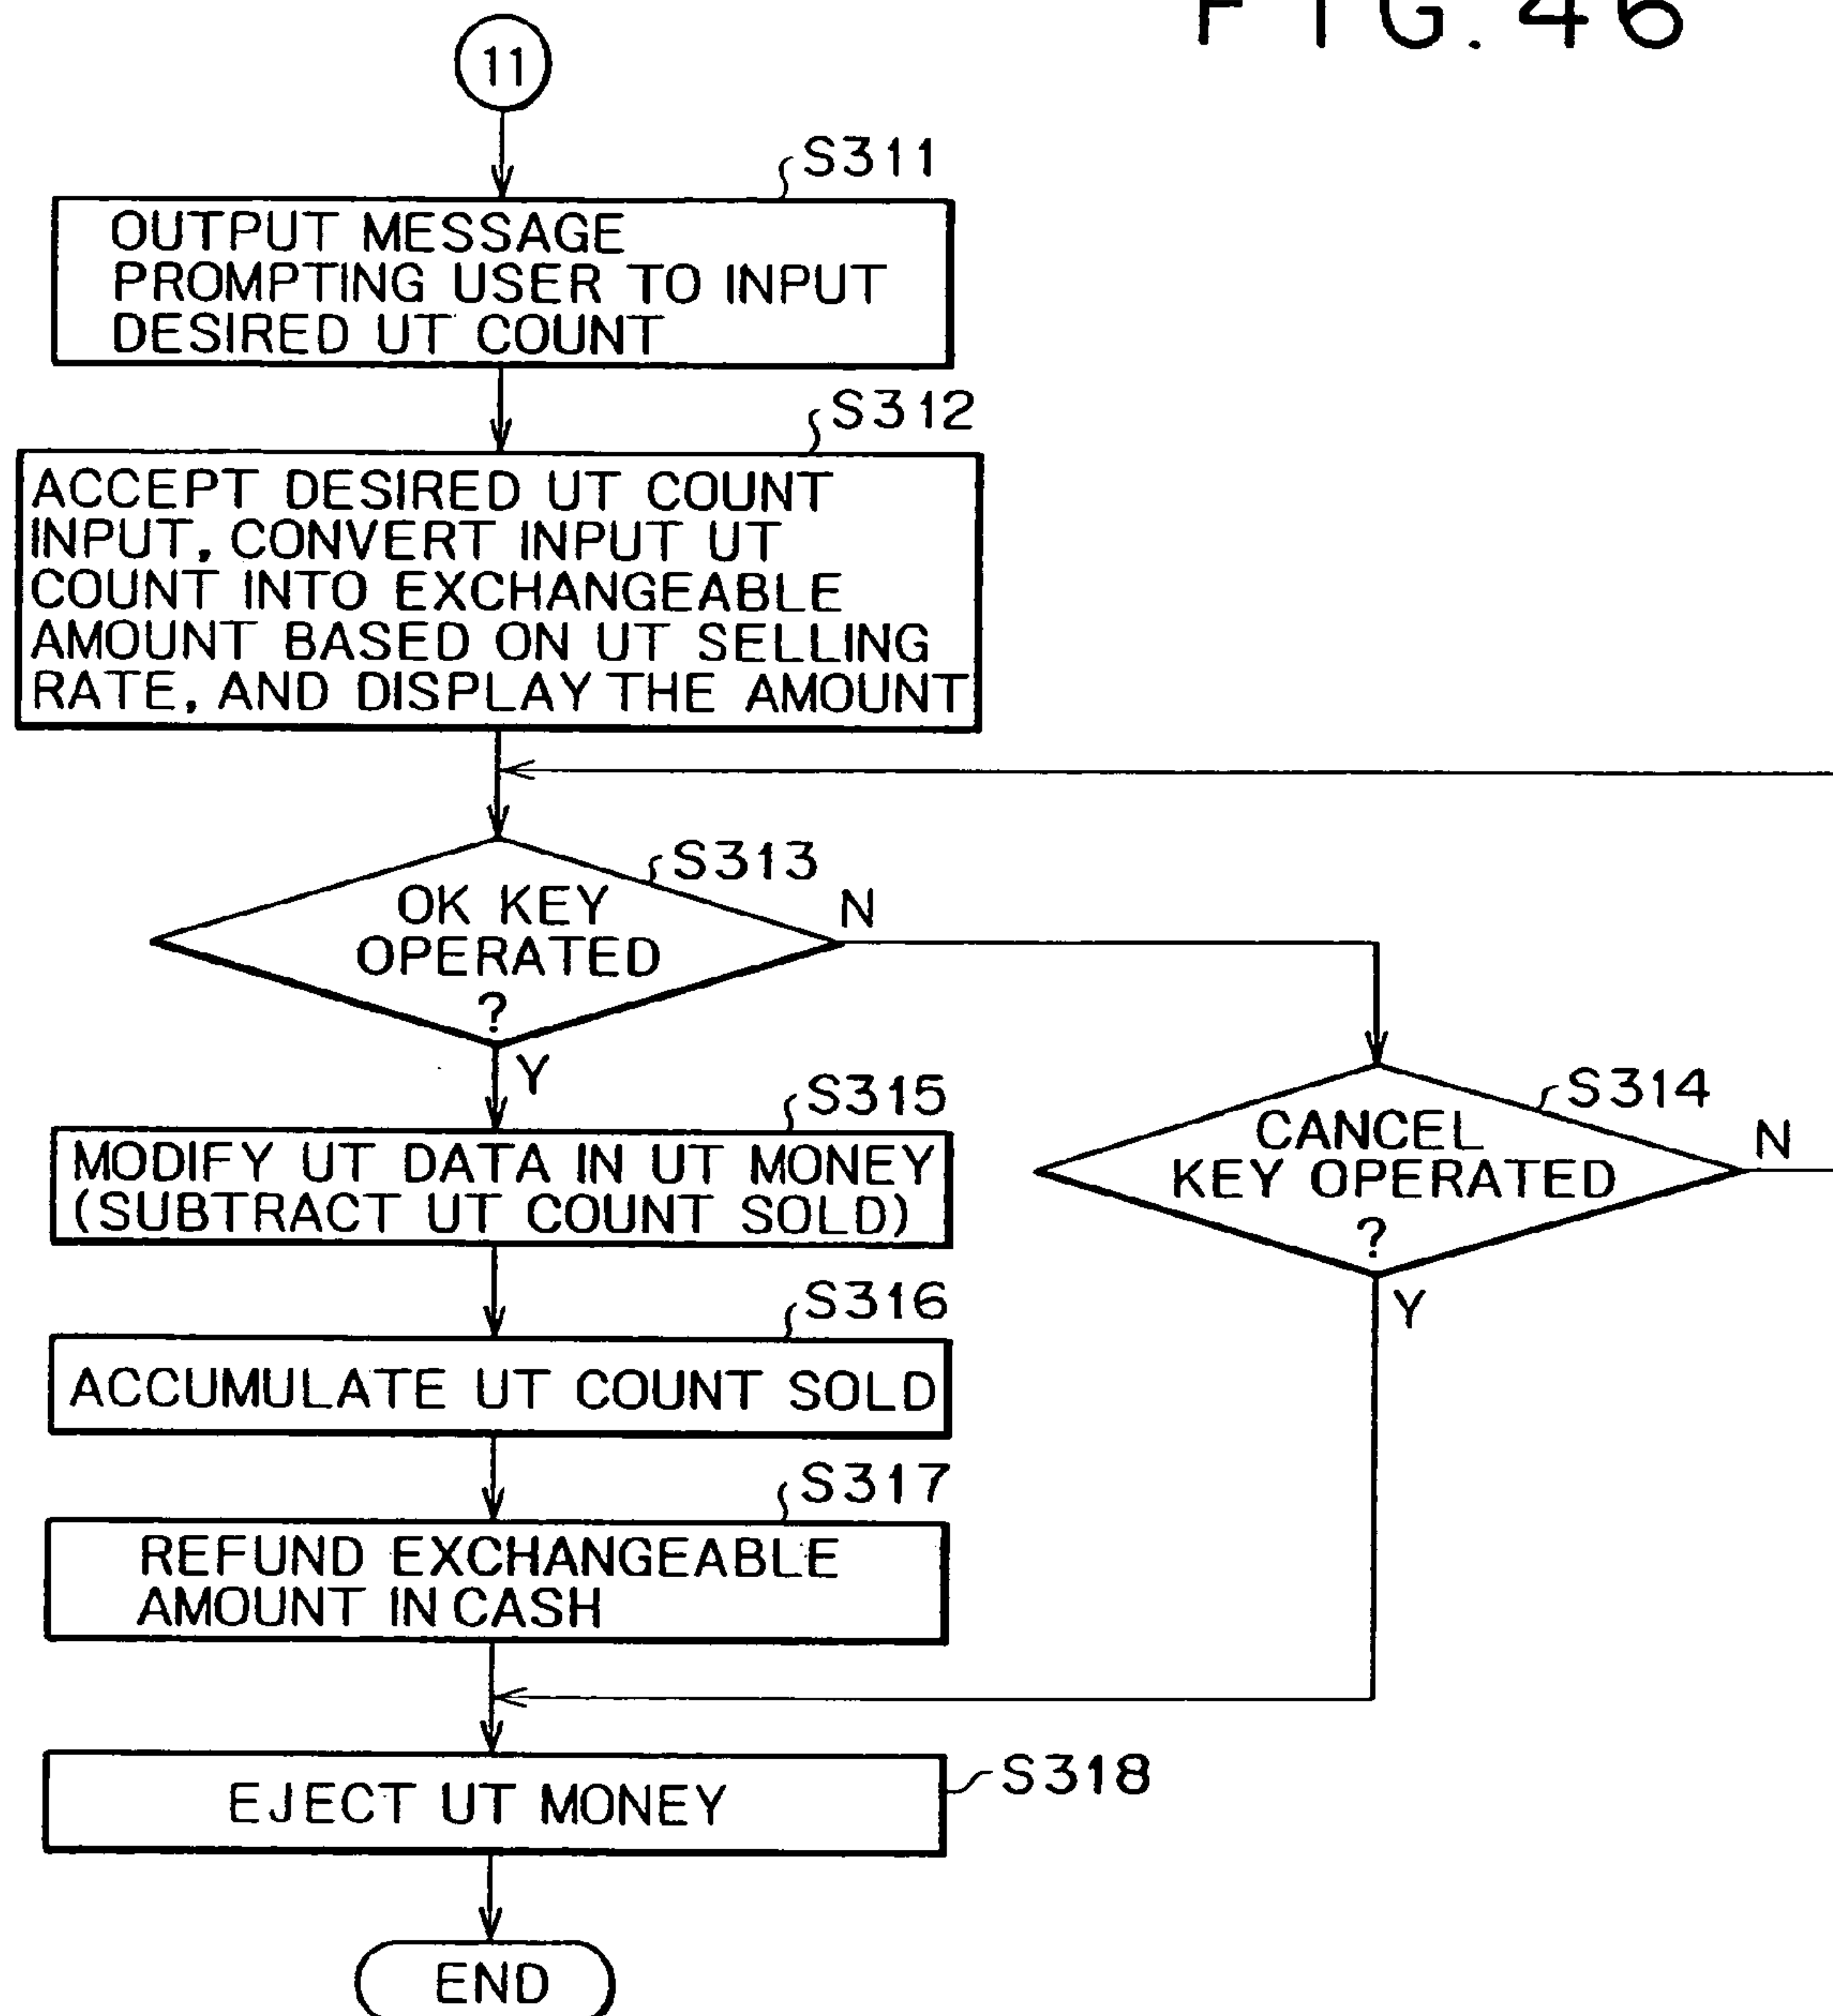 FIG. 46
11
S311
OUTPUT MESSAGE
PROMPTING USER TO INPUT
DESIRED UT COUNT
S312
ACCEPT DESIRED UT COUNT
INPUT, CONVERT INPUT UT
COUNT INTO EXCHANGEABLE
AMOUNT BASED ON UT SELLING
RATE, AND DISPLAY THE AMOUNT
S313
OK KEY
OPERATED
?
N
Y
S314
CANCEL
KEY OPERATED
?
N
Y
S315
MODIFY UT DATA IN UT MONEY
(SUBTRACT UT COUNT SOLD)
S316
ACCUMULATE UT COUNT SOLD
S317
REFUND EXCHANGEABLE
AMOUNT IN CASH
S318
EJECT UT MONEY
END